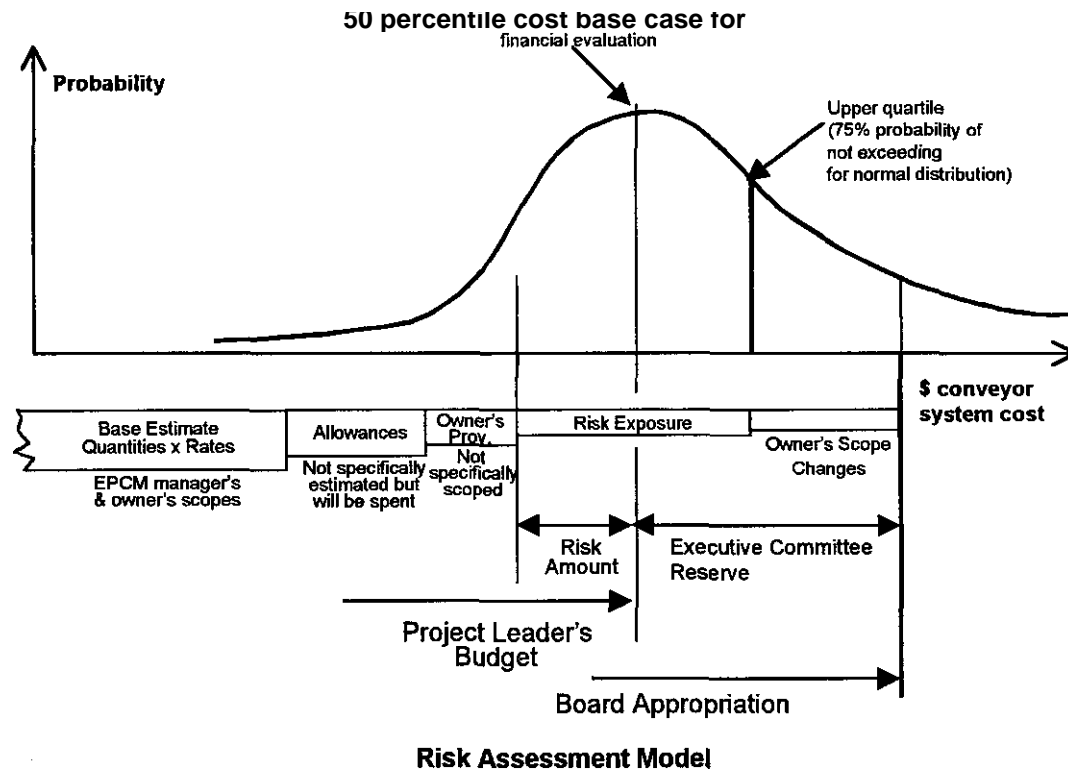 50 percentile cost base case for
financial evaluation
Probability
Upper quartile
(75% probability of
not exceeding
for normal distribution)
$ conveyor
system cost
Base Estimate
Quantities x Rates
Allowances
Owner's
Prov.
Risk Exposure
EPCM manager's
& owner's scopes
Not specifically
estimated but
will be spent
Not
specifically
scoped
Owner's Scope
Changes
Risk
Amount
Executive Committee
Reserve
Project Leader's
Budget
Board Appropriation
Risk Assessment Model